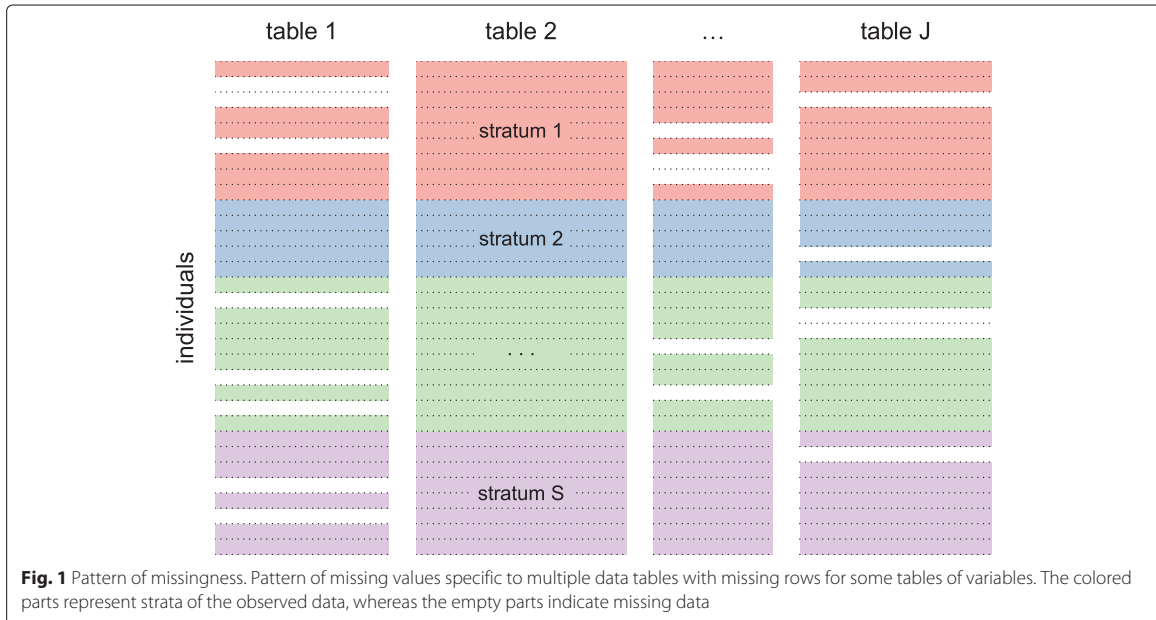 table 1 table 2 ... table J
individuals
stratum 1
stratum 2
...
stratum S
Fig. 1 Pattern of missingness. Pattern of missing values specific to multiple data tables with missing rows for some tables of variables. The colored
parts represent strata of the observed data, whereas the empty parts indicate missing data